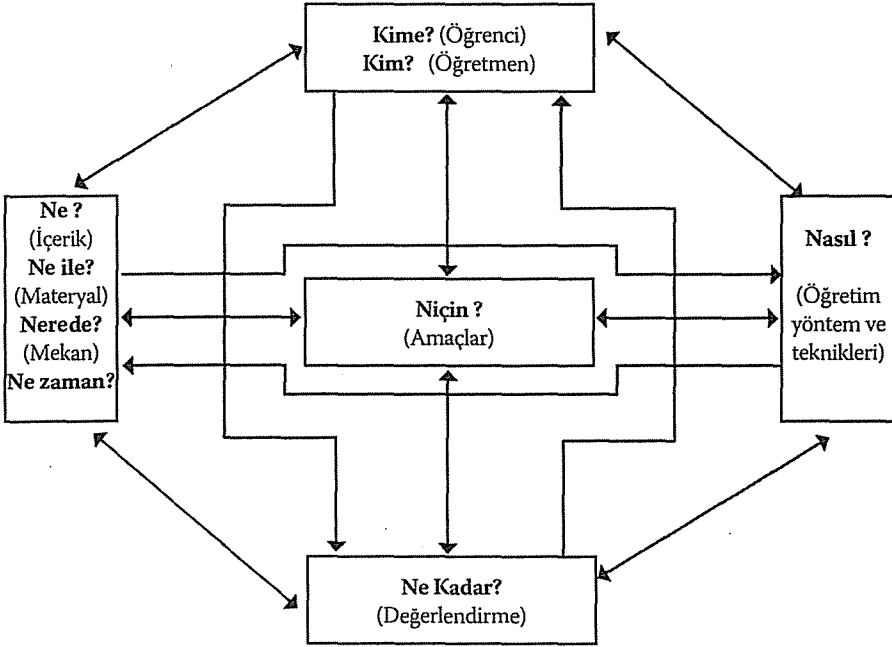 Kime? (Öğrenci)
Kim? (Öğretmen)
Ne ?
(İçerik)
Ne ile?
(Materyal)
Nerede?
(Mekan)
Ne zaman?
Niçin ?
(Amaçlar)
Nasıl ?
(Öğretim
yöntem ve
teknikleri)
Ne Kadar?
(Değerlendirme)